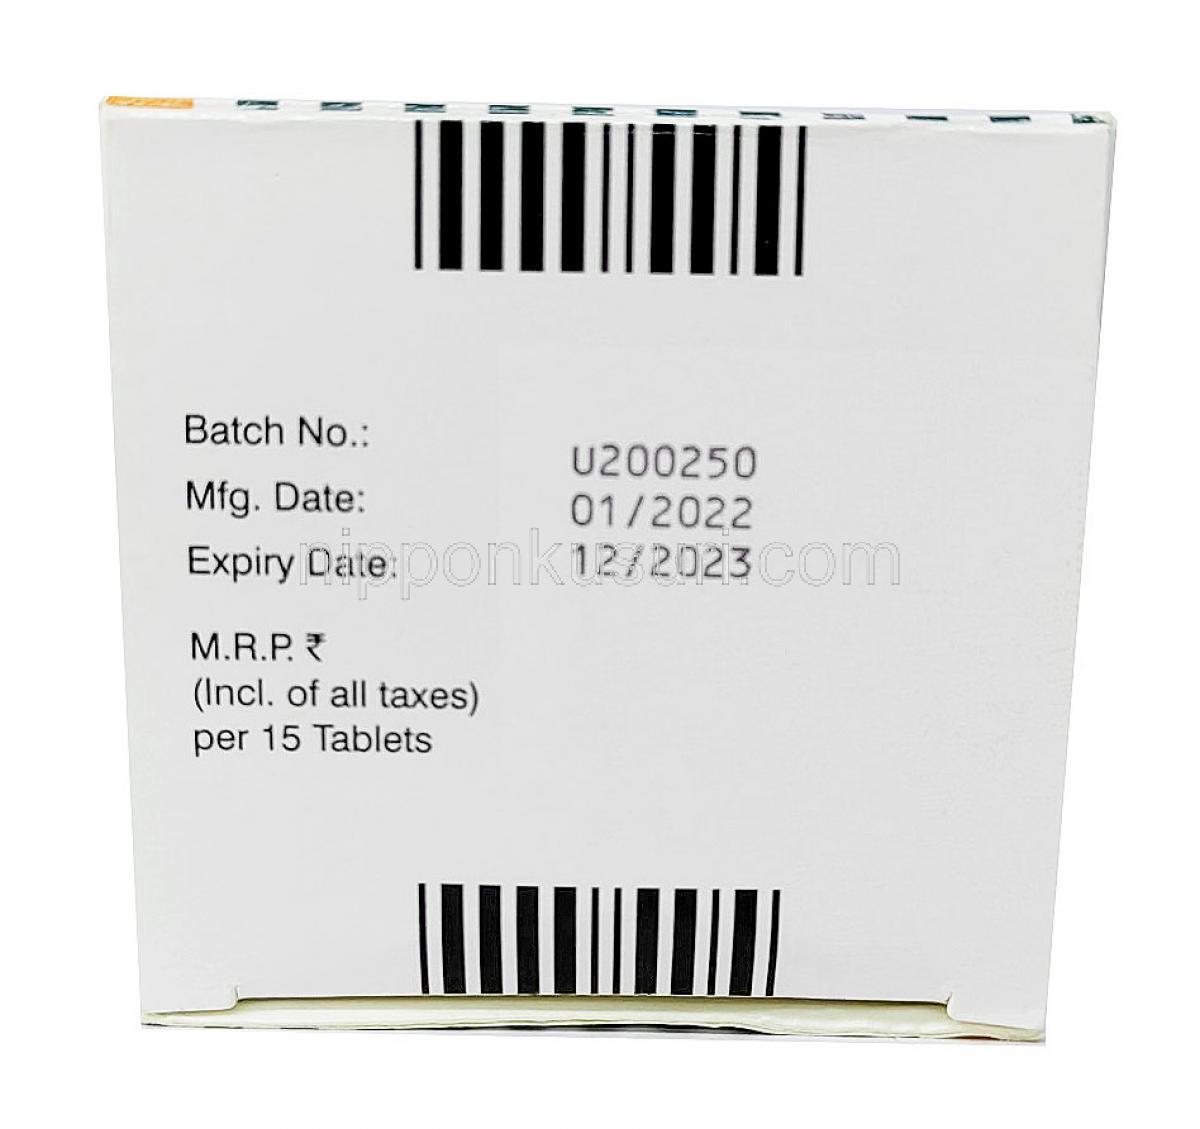 Batch No.: U200250
Mfg. Date: 01/2022
Expiry Date: 12/2023
nipponkusuri.com
M.R.P. ₹
(Incl. of all taxes)
per 15 Tablets